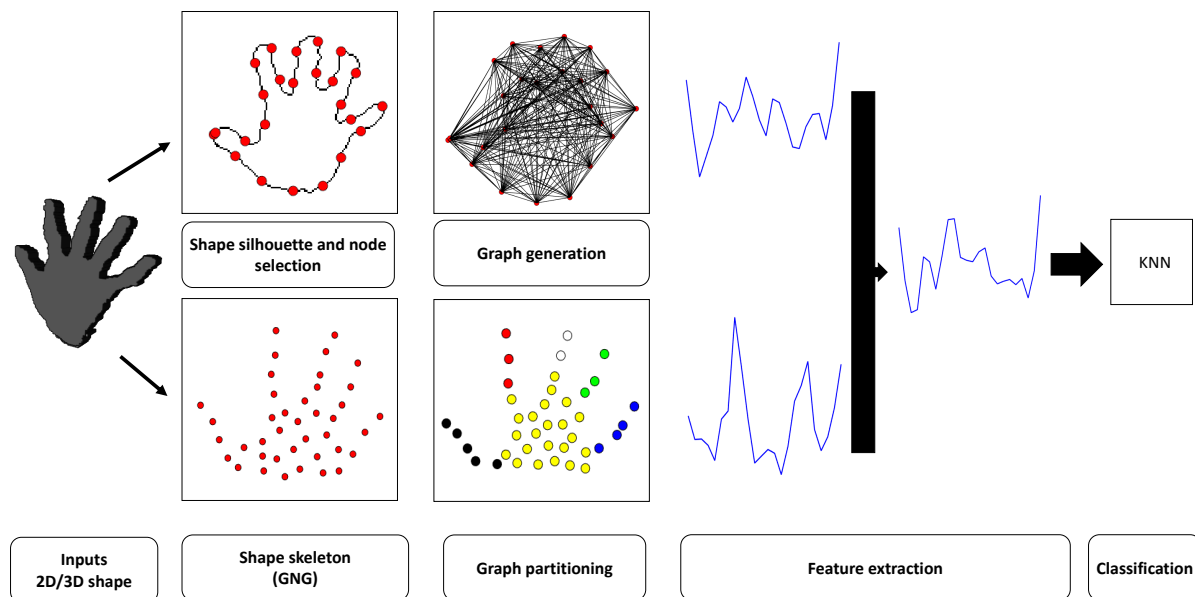 Shape silhouette and node
selection
Graph generation
KNN
Inputs
2D/3D shape
Shape skeleton
(GNG)
Graph partitioning
Feature extraction
Classification